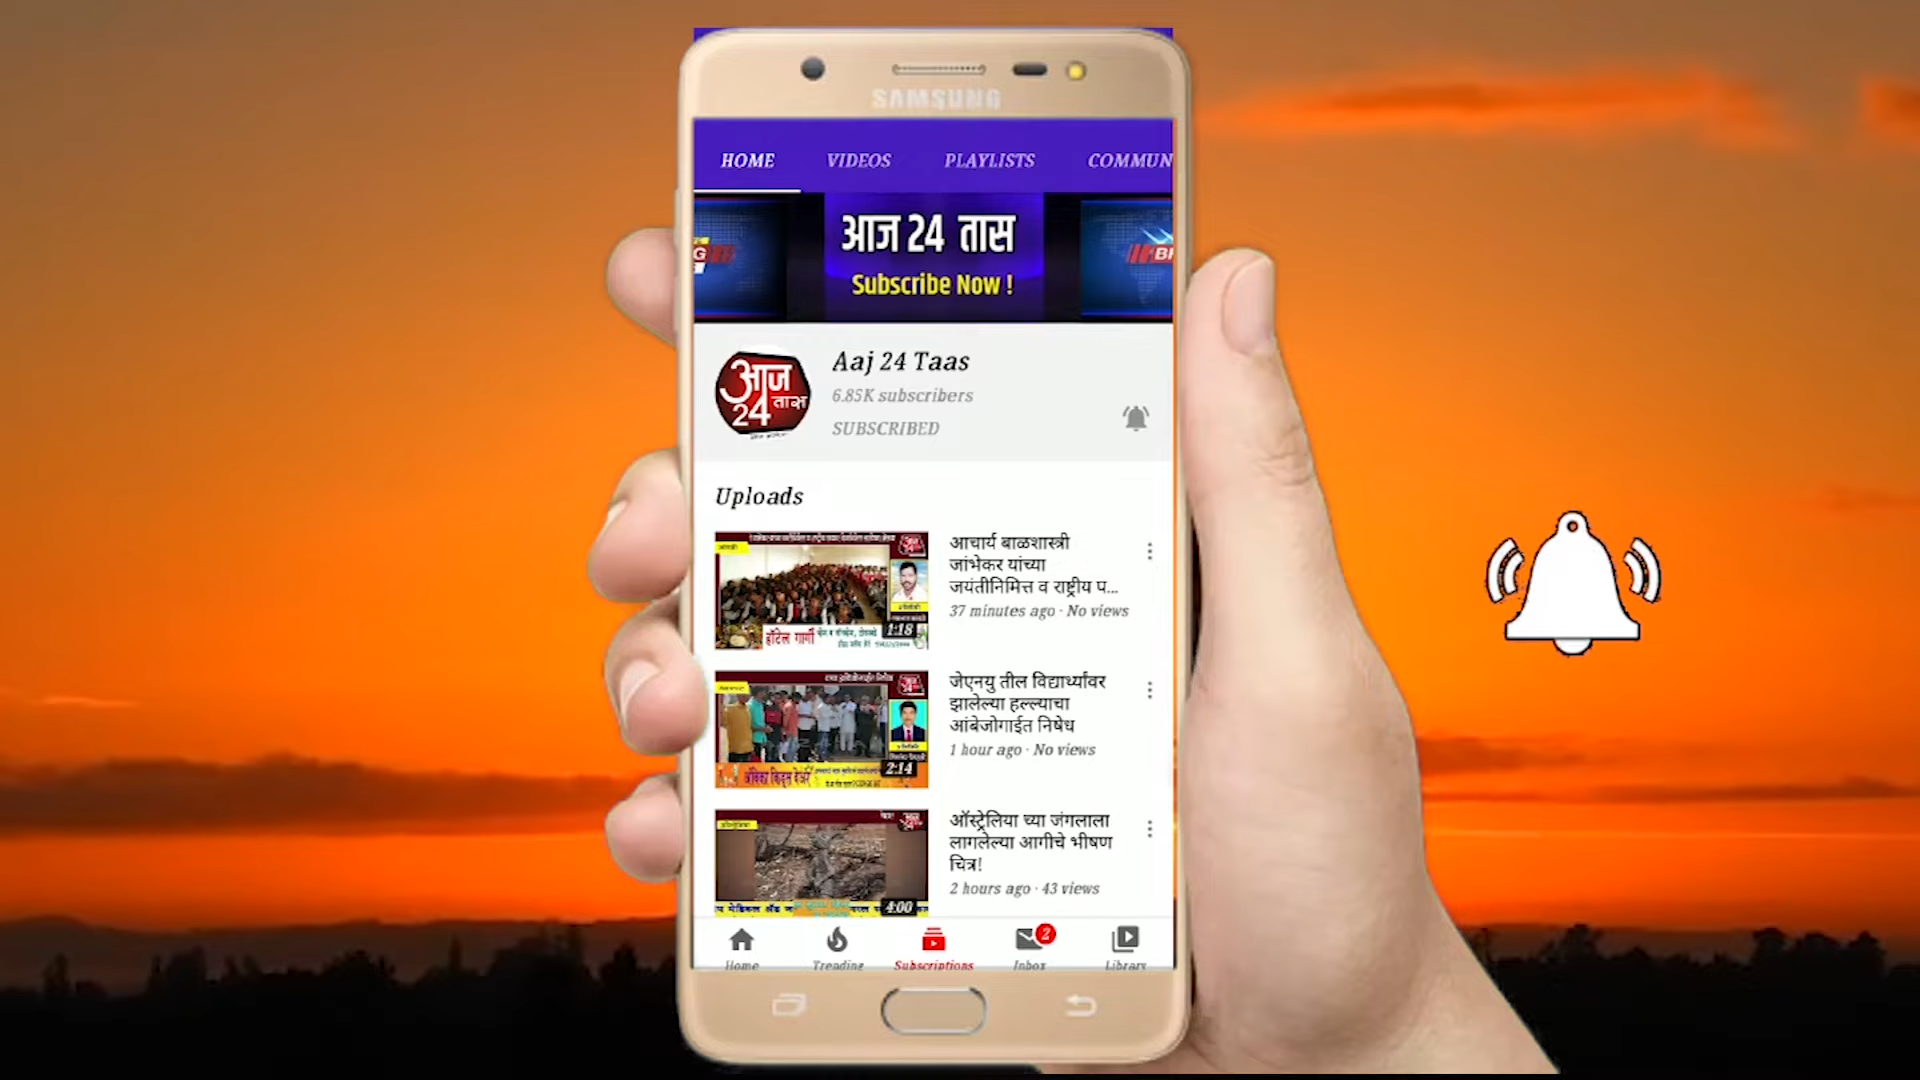 SAMSUNG
HOME VIDEOS PLAYLISTS COMMUN
आज 24 तास
Subscribe Now !
आज
24 तास
Aaj 24 Taas
6.85K subscribers
SUBSCRIBED
Uploads
आचार्य बाळशास्त्री
जांभेकर यांच्या
जयंतीनिमित्त व राष्ट्रीय प...
37 minutes ago · No views
हॉटेल गार्गी
1:18
जेएनयु तील विद्यार्थ्यांवर
झालेल्या हल्ल्याचा
आंबेजोगाईत निषेध
1 hour ago · No views
2:14
ऑस्ट्रेलिया च्या जंगलाला
लागलेल्या आगीचे भीषण
चित्र!
2 hours ago · 43 views
4:00
2
Home Trending Subscriptions Inbox Library